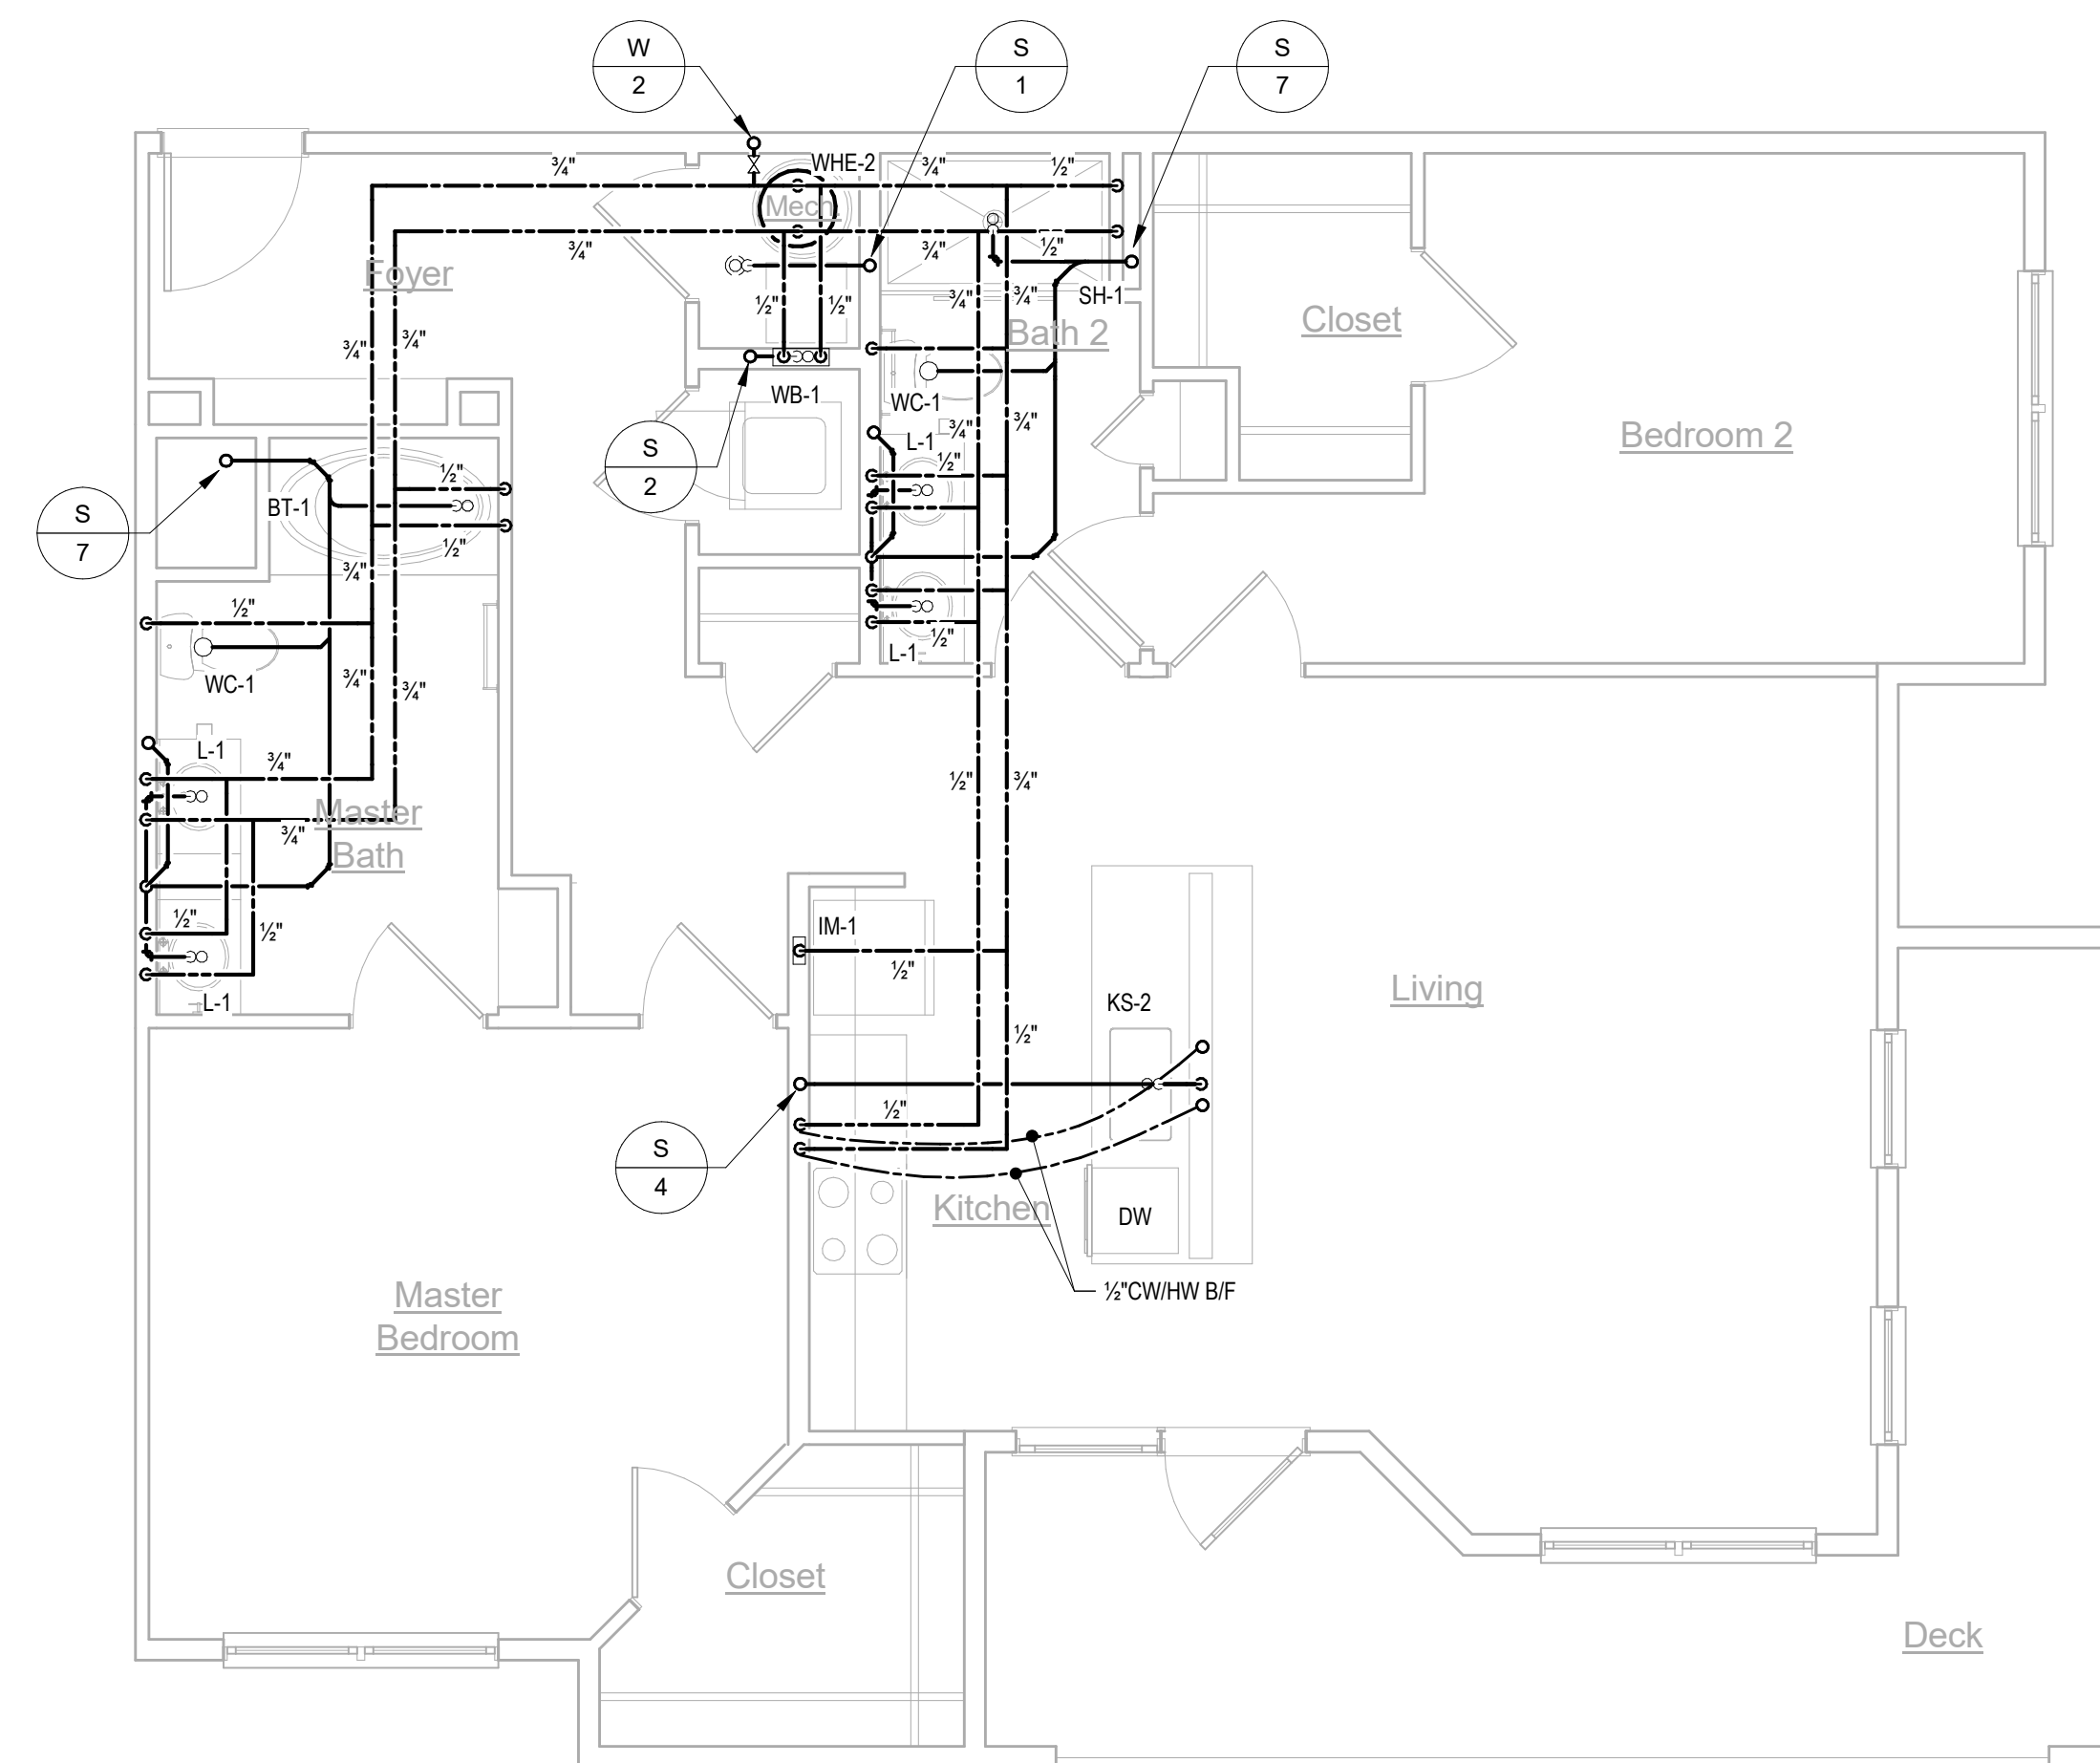 W
2
S
1
S
7
¾"
WHE-2
¾"
½"
Mech.
¾"
¾"
½"
Foyer
½"
½"
¾"
¾"
SH-1
Closet
Bath 2
¾"
¾"
WB-1
WC-1
¾"
¾"
Bedroom 2
S
2
L-1
½"
½"
BT-1
S
7
½"
¾"
½"
½"
L-1
WC-1
¾"
¾"
L-1
¾"
½"
¾"
Master
Bath
¾"
½"
½"
IM-1
½"
L-1
KS-2
Living
½"
½"
S
4
Kitchen
DW
½"CW/HW B/F
Master
Bedroom
Closet
Deck